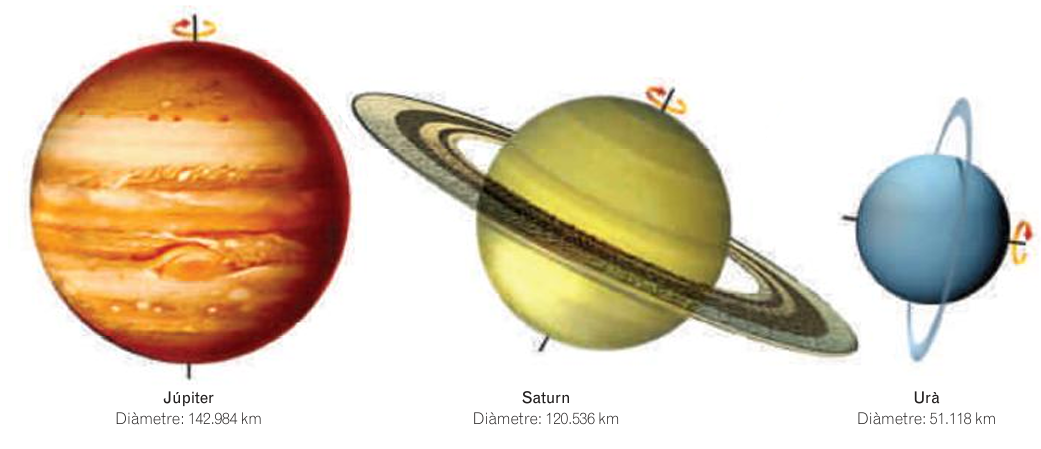 Júpiter
Diàmetre: 142.984 km
Saturn
Diàmetre: 120.536 km
Urà
Diàmetre: 51.118 km